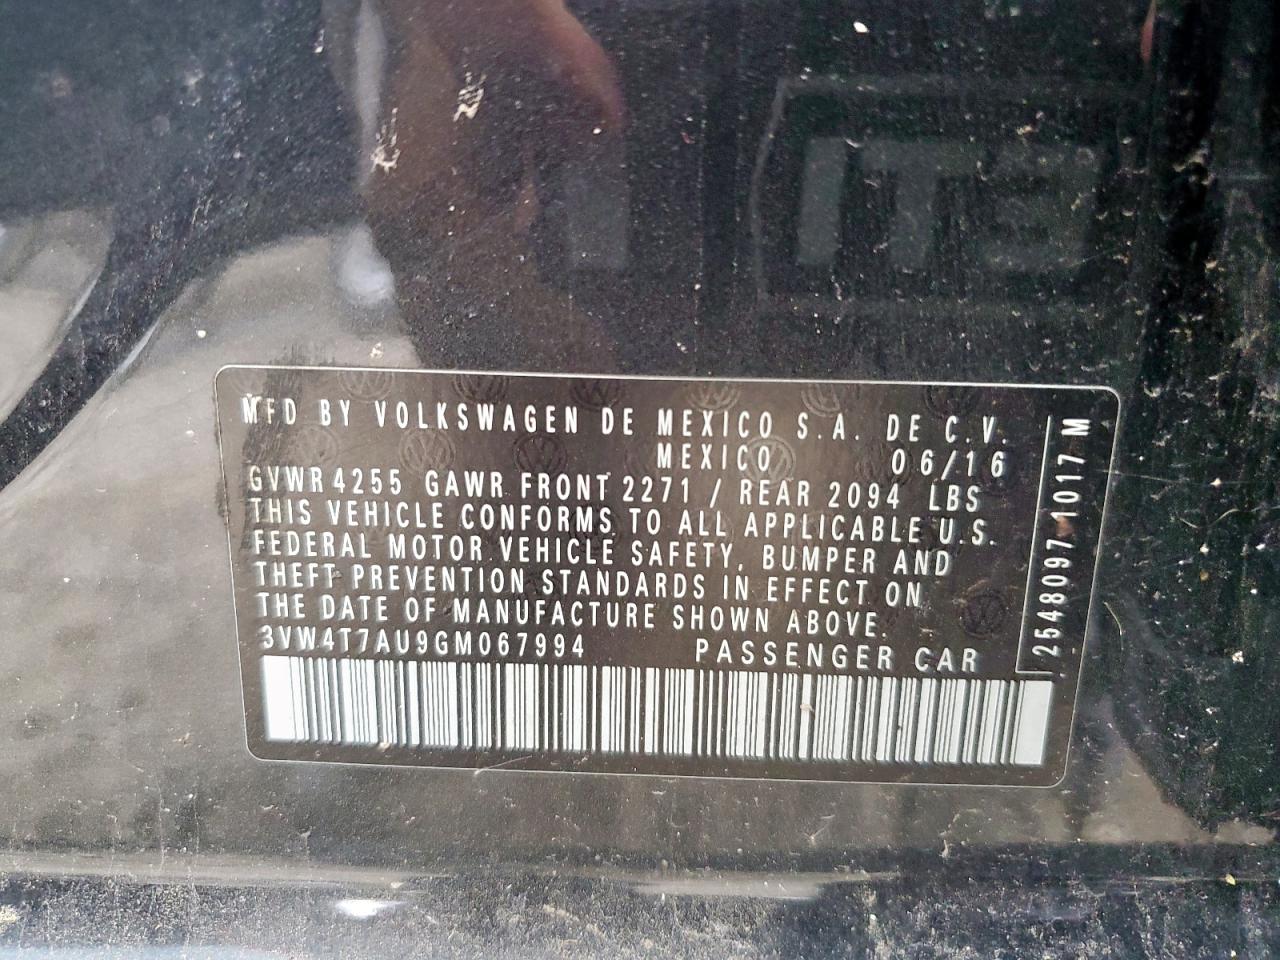 MFD BY VOLKSWAGEN DE MEXICO S.A. DE C.V.
MEXICO 06/16
GVWR 4255 GAWR FRONT 2271 / REAR 2094 LBS
THIS VEHICLE CONFORMS TO ALL APPLICABLE U.S.
FEDERAL MOTOR VEHICLE SAFETY, BUMPER AND
THEFT PREVENTION STANDARDS IN EFFECT ON
THE DATE OF MANUFACTURE SHOWN ABOVE.
3VW4T7AU9GM067994 PASSENGER CAR
2548097 1017 M